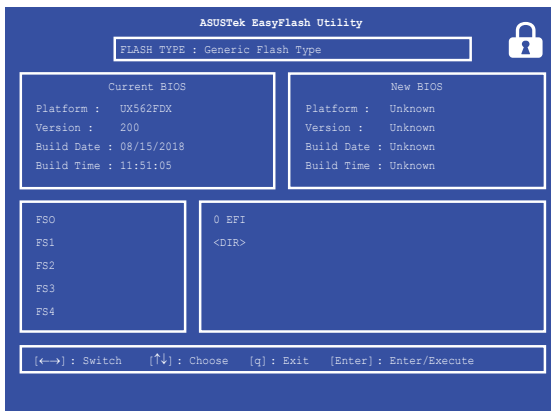 ASUSTek EasyFlash Utility
FLASH TYPE : Generic Flash Type
Current BIOS
Platform : UX562FDX
Version : 200
Build Date : 08/15/2018
Build Time : 11:51:05
New BIOS
Platform : Unknown
Version : Unknown
Build Date : Unknown
Build Time : Unknown
FSO
FS1
FS2
FS3
FS4
0 EFI
<DIR>
[←→] : Switch [↑↓] : Choose [q] : Exit [Enter] : Enter/Execute